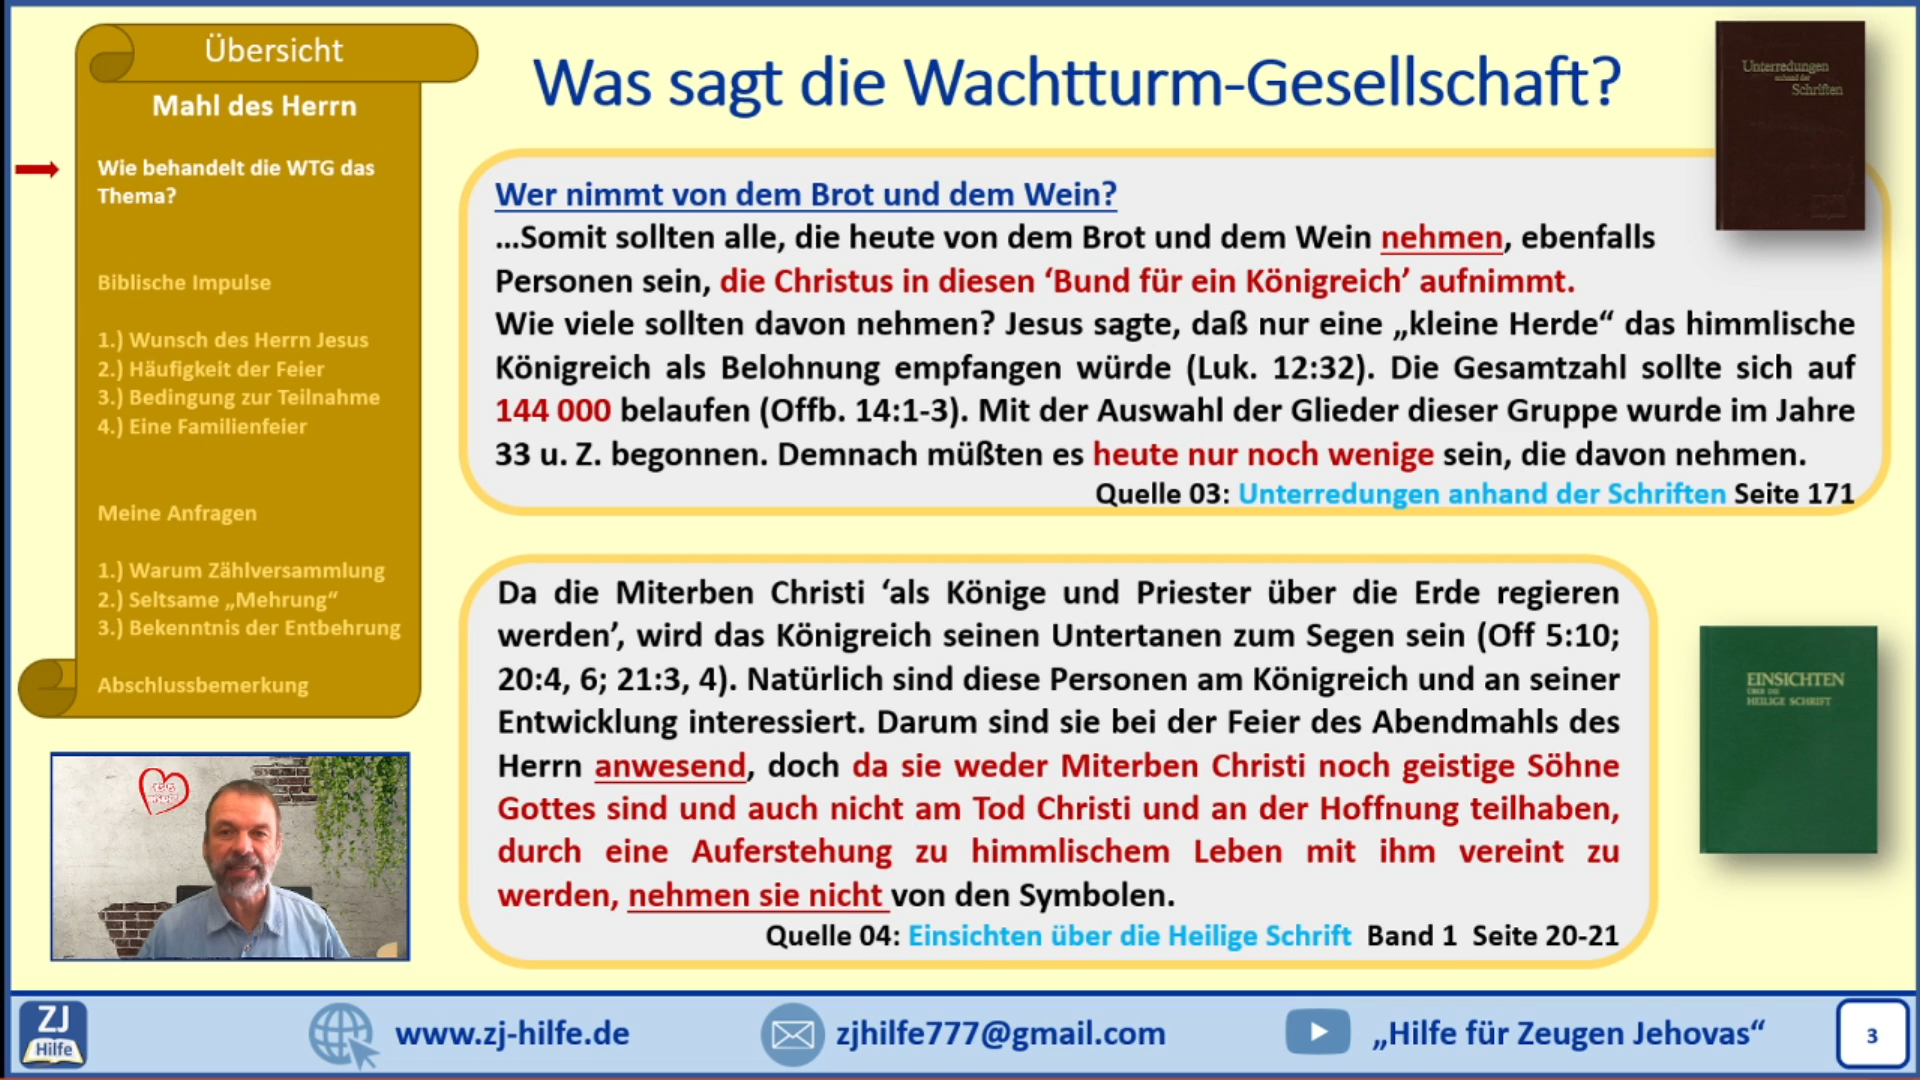 Übersicht
Mahl des Herrn
Wie behandelt die WTG das
Thema?
Biblische Impulse
1.) Wunsch des Herrn Jesus
2.) Häufigkeit der Feier
3.) Bedingung zur Teilnahme
4.) Eine Familienfeier
Meine Anfragen
1.) Warum Zählversammlung
2.) Seltsame „Mehrung“
3.) Bekenntnis der Entbehrung
Abschlussbemerkung
Was sagt die Wachtturm-Gesellschaft?
Unterredungen
anhand der
Schriften
Wer nimmt von dem Brot und dem Wein?
...Somit sollten alle, die heute von dem Brot und dem Wein nehmen, ebenfalls
Personen sein, die Christus in diesen ‘Bund für ein Königreich’ aufnimmt.
Wie viele sollten davon nehmen? Jesus sagte, daß nur eine „kleine Herde“ das himmlische
Königreich als Belohnung empfangen würde (Luk. 12:32). Die Gesamtzahl sollte sich auf
144 000 belaufen (Offb. 14:1-3). Mit der Auswahl der Glieder dieser Gruppe wurde im Jahre
33 u. Z. begonnen. Demnach müßten es heute nur noch wenige sein, die davon nehmen.
Quelle 03: Unterredungen anhand der Schriften Seite 171
Da die Miterben Christi ‘als Könige und Priester über die Erde regieren
werden’, wird das Königreich seinen Untertanen zum Segen sein (Off 5:10;
20:4, 6; 21:3, 4). Natürlich sind diese Personen am Königreich und an seiner
Entwicklung interessiert. Darum sind sie bei der Feier des Abendmahls des
Herrn anwesend, doch da sie weder Miterben Christi noch geistige Söhne
Gottes sind und auch nicht am Tod Christi und an der Hoffnung teilhaben,
durch eine Auferstehung zu himmlischem Leben mit ihm vereint zu
werden, nehmen sie nicht von den Symbolen.
Quelle 04: Einsichten über die Heilige Schrift Band 1 Seite 20-21
EINSICHTEN
ÜBER DIE
HEILIGE SCHRIFT
ZJ
Hilfe
www.zj-hilfe.de
zjhilfe777@gmail.com
„Hilfe für Zeugen Jehovas“
3